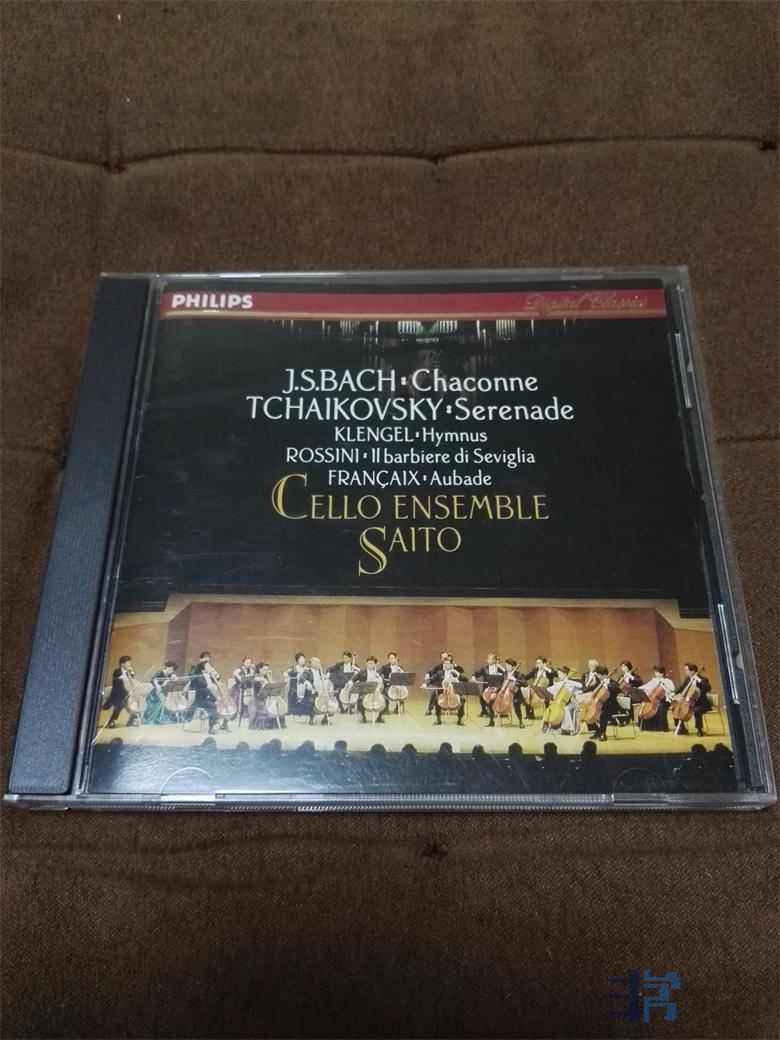 PHILIPS
Digital Classics
J.S.BACH:Chaconne
TCHAIKOVSKY:Serenade
KLENGEL:Hymnus
ROSSINI:Il barbiere di Seviglia
FRANÇAIX:Aubade
CELLO ENSEMBLE
SAITO